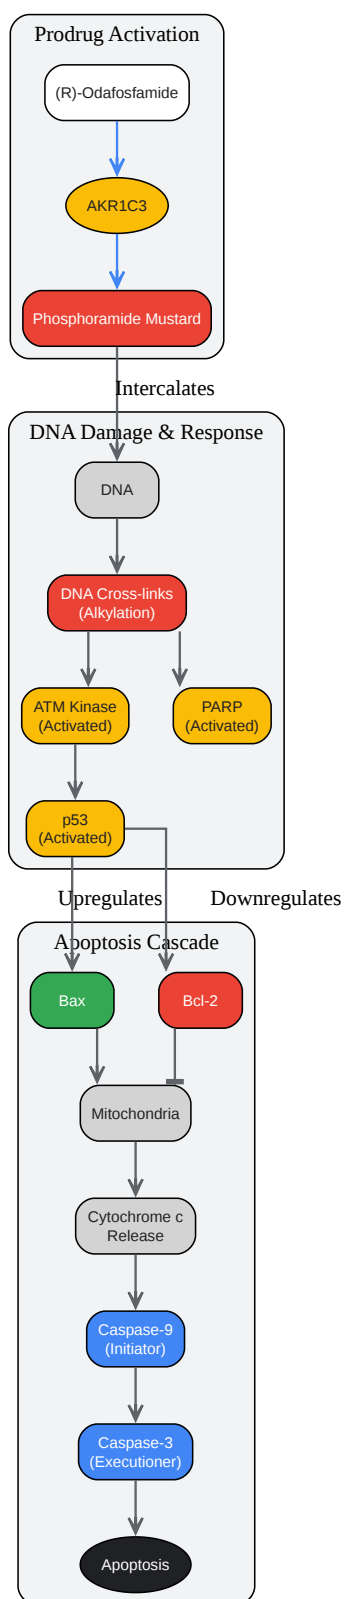 Prodrug Activation
(R)-Odafosfamide
AKR1C3
Phosphoramide Mustard
Intercalates
DNA Damage & Response
DNA
DNA Cross-links
(Alkylation)
ATM Kinase
(Activated)
PARP
(Activated)
p53
(Activated)
Upregulates
Downregulates
Apoptosis Cascade
Bax
Bcl-2
Mitochondria
Cytochrome c
Release
Caspase-9
(Initiator)
Caspase-3
(Executioner)
Apoptosis